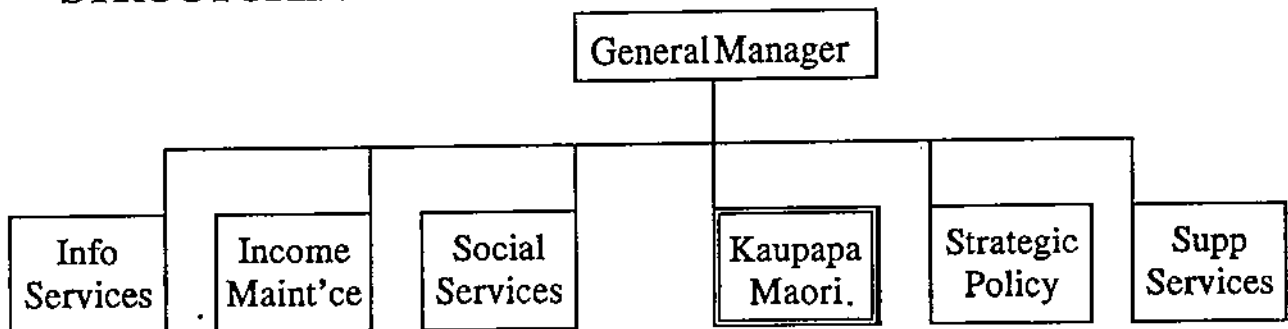 General Manager
Info
Services
Income
Maint'ce
Social
Services
Kaupapa
Maori.
Strategic
Policy
Supp
Services